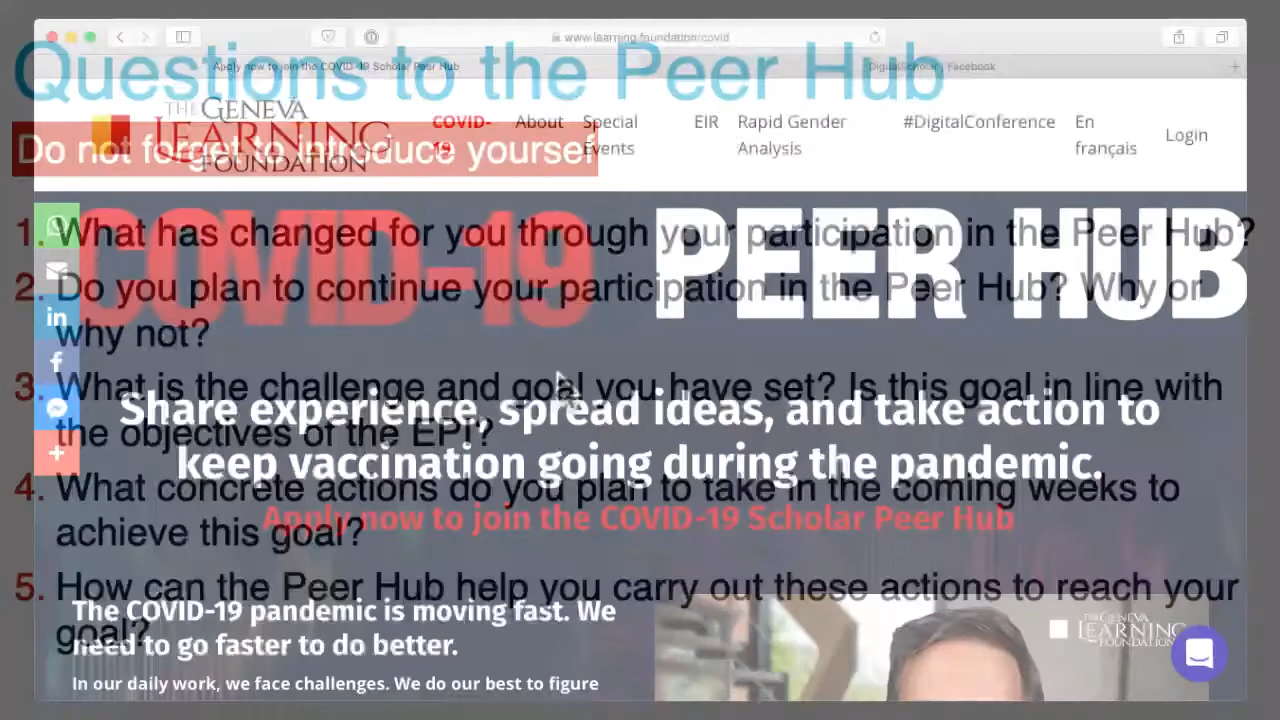 www.learning.foundation/covid
Apply now to join the COVID-19 Scholar Peer Hub
Facebook
Questions to the Peer Hub
Do not forget to introduce yourself
1. What has changed for you through your participation in the Peer Hub?
2. Do you plan to continue your participation in the Peer Hub? Why or
why not?
3. What is the challenge and goal you have set? Is this goal in line with
the objectives of the EPI?
4. What concrete actions do you plan to take in the coming weeks to
achieve this goal?
5. How can the Peer Hub help you carry out these actions to reach your
goal?
THE GENEVA
LEARNING
FOUNDATION
COVID-
19
About
Special
Events
EIR
Rapid Gender
Analysis
#DigitalConference
En
français
Login
COVID-19 PEER HUB
Share experience, spread ideas, and take action to
keep vaccination going during the pandemic.
Apply now to join the COVID-19 Scholar Peer Hub
The COVID-19 pandemic is moving fast. We
need to go faster to do better.
In our daily work, we face challenges. We do our best to figure
THE GENEVA
LEARNING
FOUNDATION